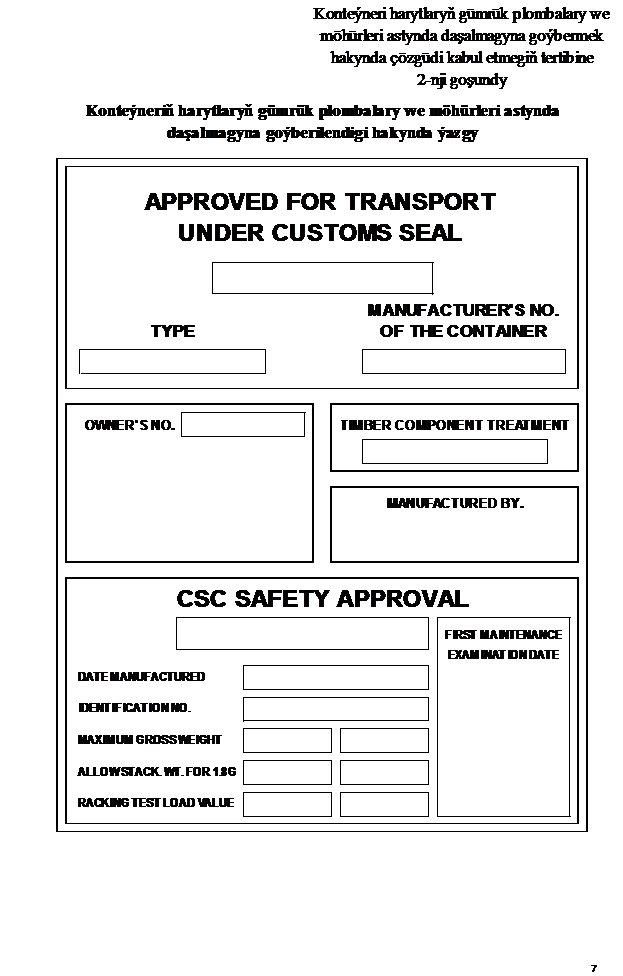 Konteýneri harytlaryň gümrük plombalary we
möhürleri astynda daşalmagyna goýbermek
hakynda çözgüdi kabul etmegiň tertibine
2-nji goşundy
Konteýneriň harytlaryň gümrük plombalary we möhürleri astynda
daşalmagyna goýberilendigi hakynda ýazgy
APPROVED FOR TRANSPORT
UNDER CUSTOMS SEAL
TYPE
MANUFACTURER'S NO.
OF THE CONTAINER
OWNER'S NO.
TIMBER COMPONENT TREATMENT
MANUFACTURED BY.
CSC SAFETY APPROVAL
FIRST MAINTENANCE
EXAMINATION DATE
DATE MANUFACTURED
IDENTIFICATION NO.
MAXIMUM GROSS WEIGHT
ALLOW STACK. WT. FOR 1.8G
RACKING TEST LOAD VALUE
7